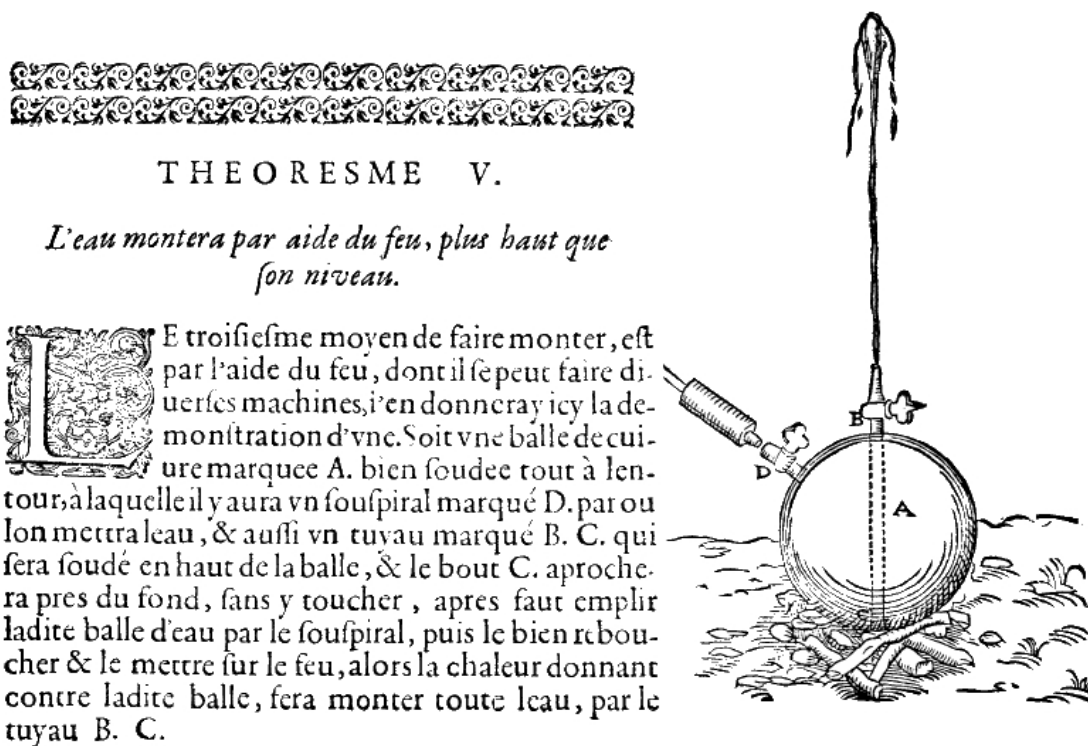 THEORESME V.
L'eau montera par aide du feu, plus haut que
ſon niveau.
LE troiſieſme moyen de faire monter, eſt
par l'aide du feu, dont il ſe peut faire di-
uerſes machines, i'en donneray icy la de-
monſtration d'vne. Soit vne balle de cui-
ure marquee A. bien ſoudee tout à len-
tour, à laquelle il y aura vn ſouſpiral marqué D. par ou
lon mettra leau, & auſſi vn tuyau marqué B. C. qui
ſera ſoudé en haut de la balle, & le bout C. aproche-
ra pres du fond, ſans y toucher, apres faut emplir
ladite balle d'eau par le ſouſpiral, puis le bien rebou-
cher & le mettre ſur le feu, alors la chaleur donnant
contre ladite balle, fera monter toute leau, par le
tuyau B. C.
B
D
A
C